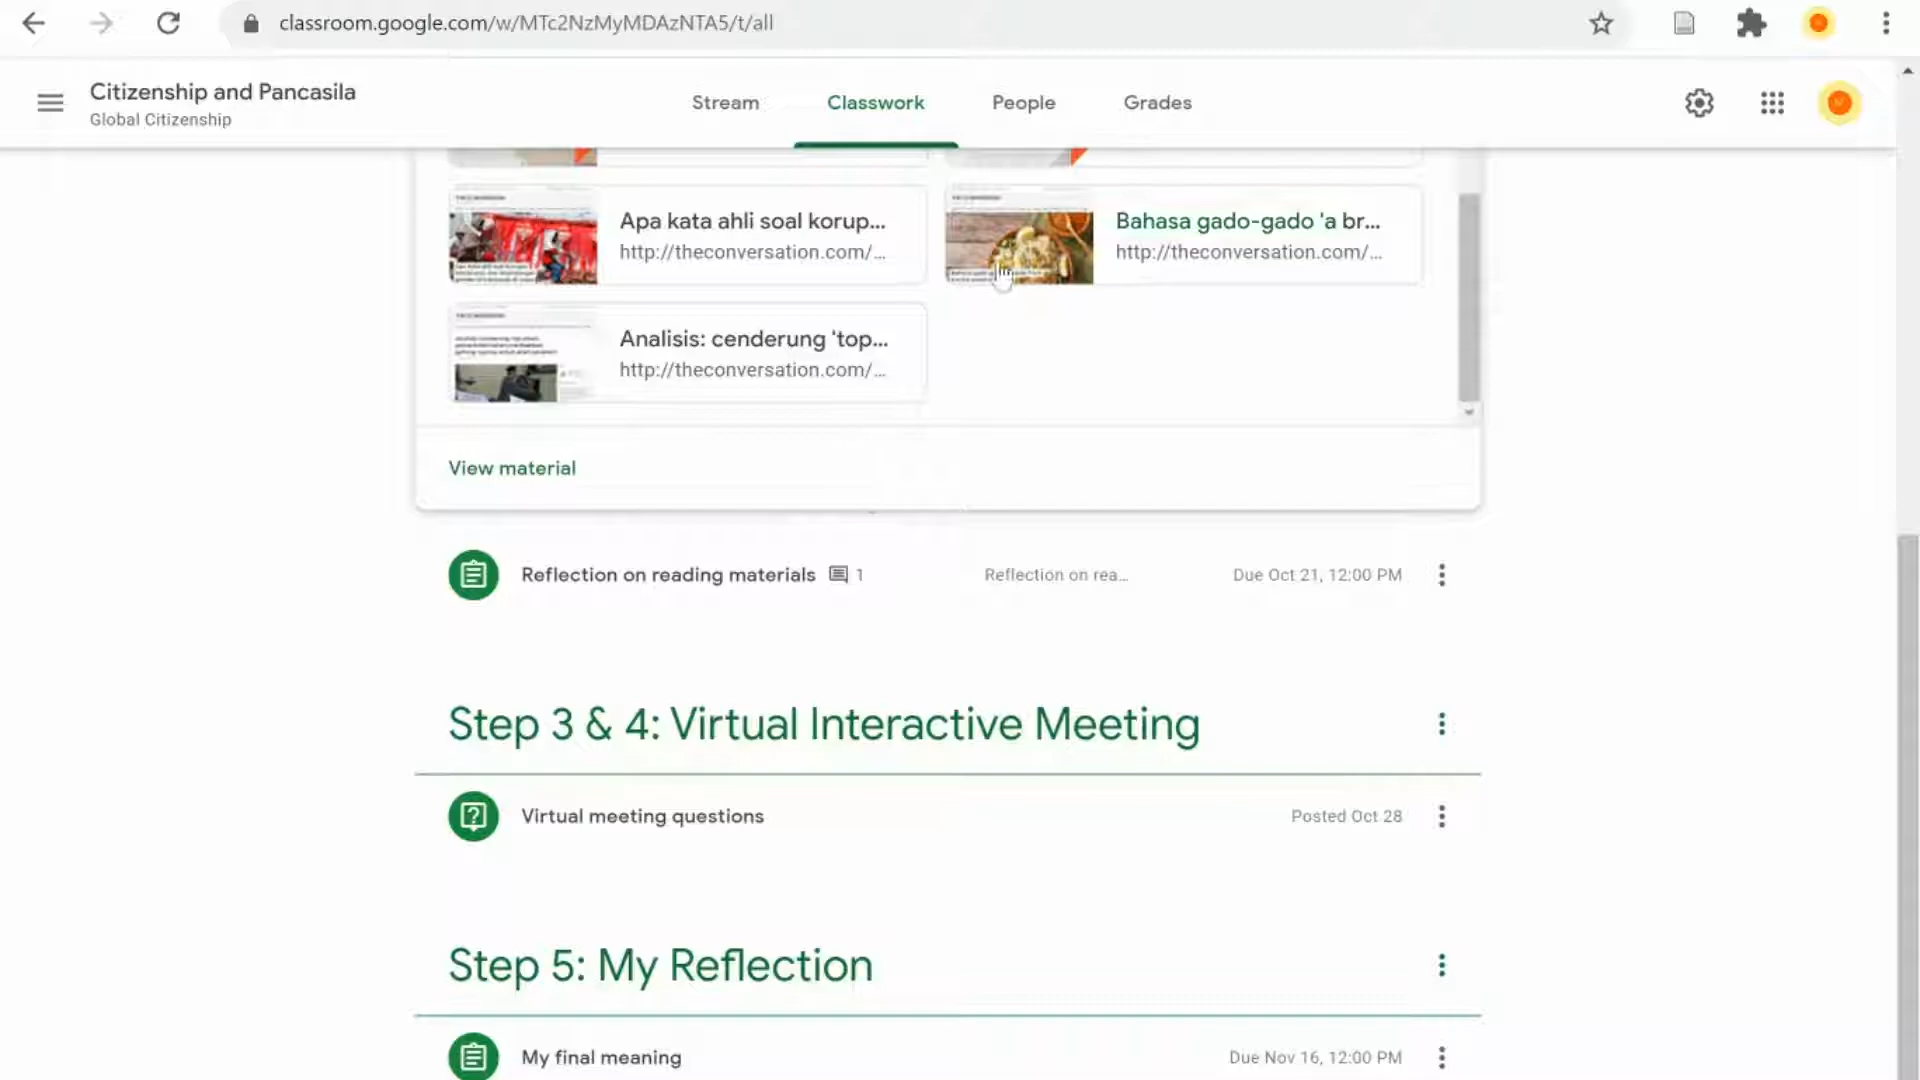 classroom.google.com/w/MTc2NzMyMDAzNTA5/t/all
Citizenship and Pancasila
Global Citizenship
Stream
Classwork
People
Grades
Apa kata ahli soal korup...
http://theconversation.com/...
Bahasa gado-gado 'a br...
http://theconversation.com/...
Analisis: cenderung 'top...
http://theconversation.com/...
View material
Reflection on reading materials 1
Reflection on rea...
Due Oct 21, 12:00 PM
Step 3 & 4: Virtual Interactive Meeting
Virtual meeting questions
Posted Oct 28
Step 5: My Reflection
My final meaning
Due Nov 16, 12:00 PM